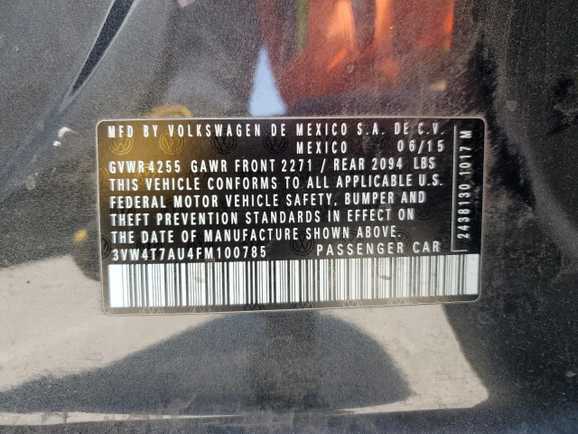 MFD BY VOLKSWAGEN DE MEXICO S.A. DE C.V.
MEXICO 06/15
GVWR 4255 GAWR FRONT 2271 / REAR 2094 LBS
THIS VEHICLE CONFORMS TO ALL APPLICABLE U.S.
FEDERAL MOTOR VEHICLE SAFETY, BUMPER AND
THEFT PREVENTION STANDARDS IN EFFECT ON
THE DATE OF MANUFACTURE SHOWN ABOVE.
3VW4T7AU4FM100785 PASSENGER CAR
2438130 1017 M